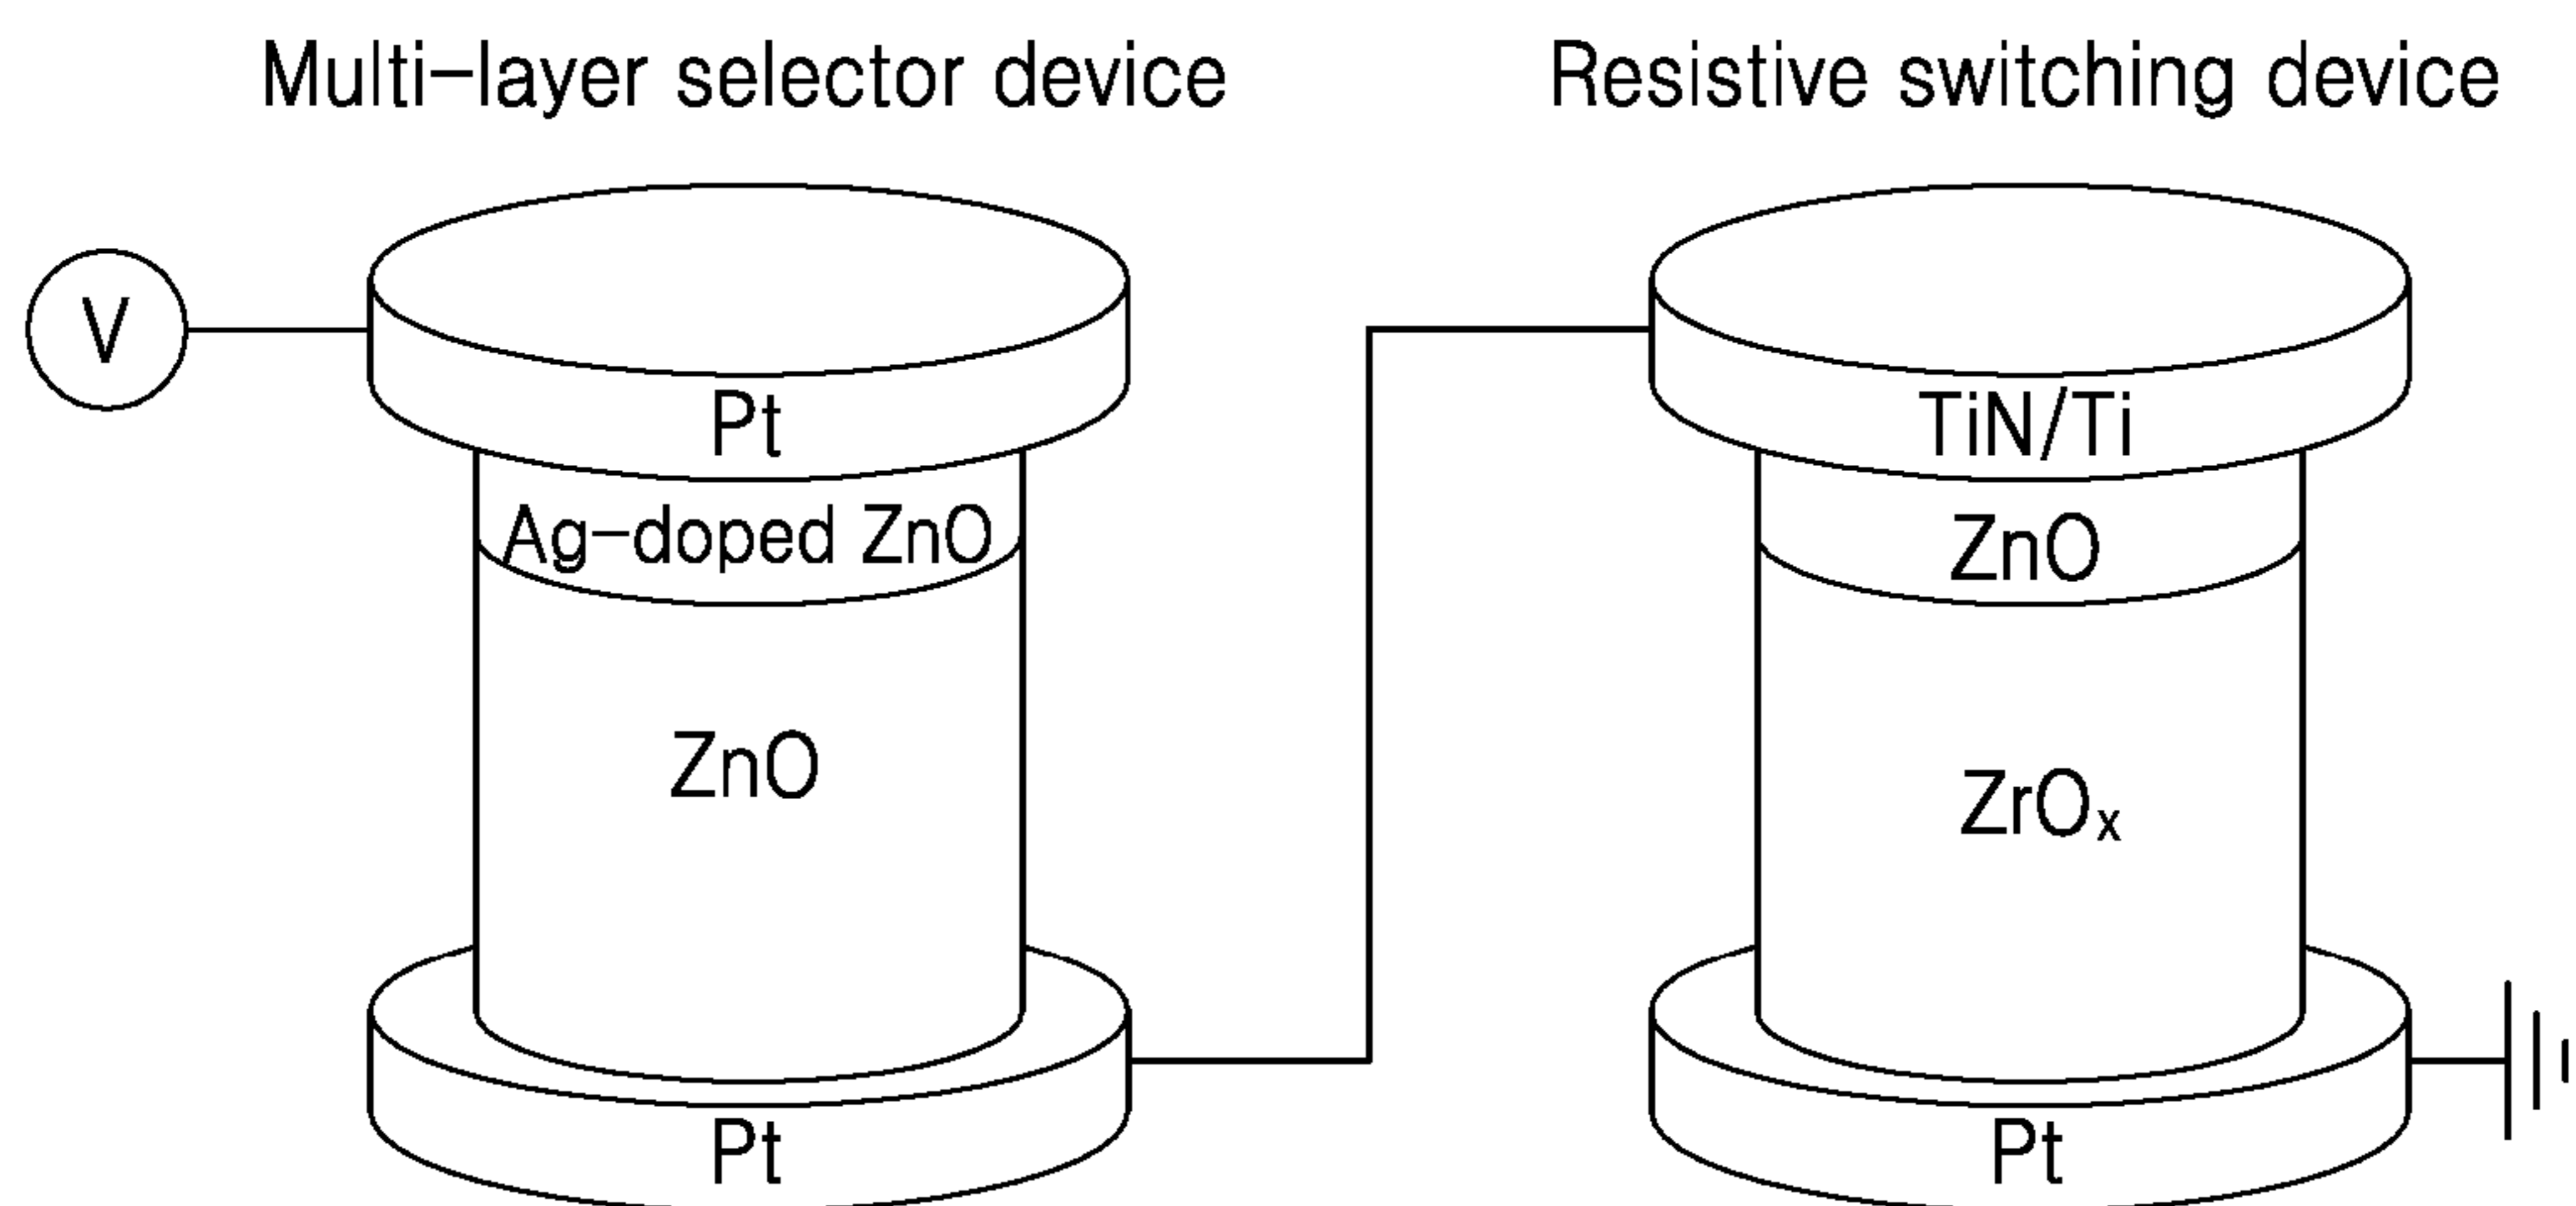 Multi-layer selector device
Resistive switching device
V
Pt
Ag-doped ZnO
ZnO
Pt
TiN/Ti
ZnO
ZrOₓ
Pt